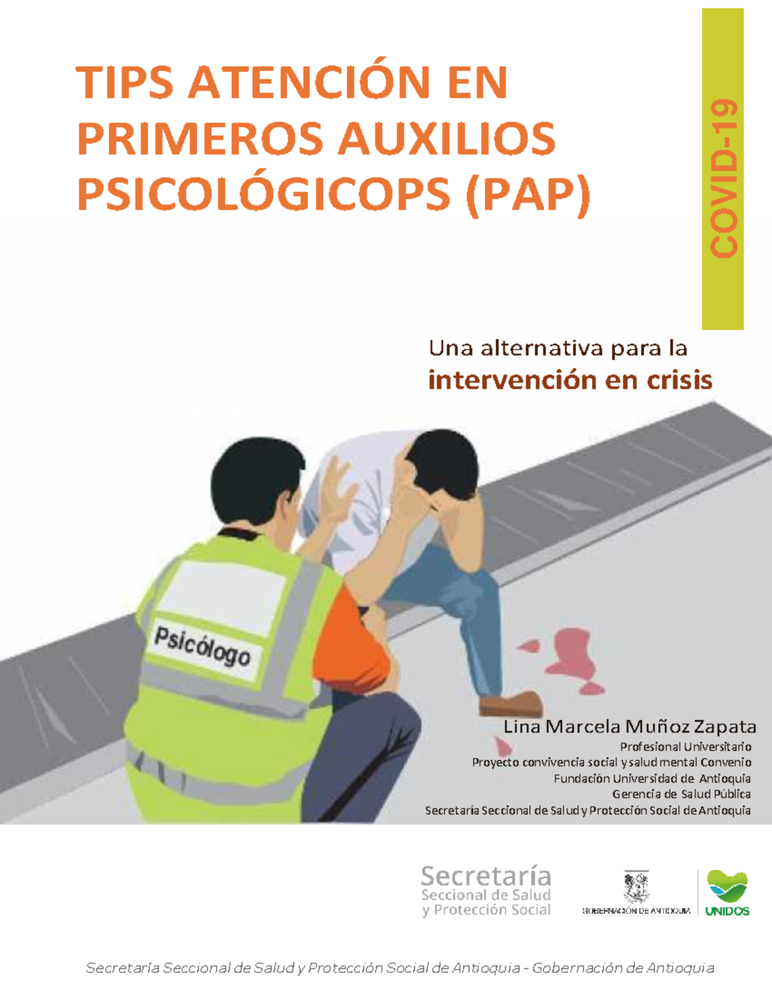 TIPS ATENCIÓN EN
PRIMEROS AUXILIOS
PSICOLÓGICOPS (PAP)
COVID-19
Una alternativa para la
intervención en crisis
Psicólogo
Lina Marcela Muñoz Zapata
Profesional Universitario
Proyecto convivencia social y salud mental Convenio
Fundación Universidad de Antioquia
Gerencia de Salud Pública
Secretaría Seccional de Salud y Protección Social de Antioquia
Secretaría
Seccional de Salud
y Protección Social
GOBERNACIÓN DE ANTIOQUIA
UNIDOS
Secretaría Seccional de Salud y Protección Social de Antioquia - Gobernación de Antioquia